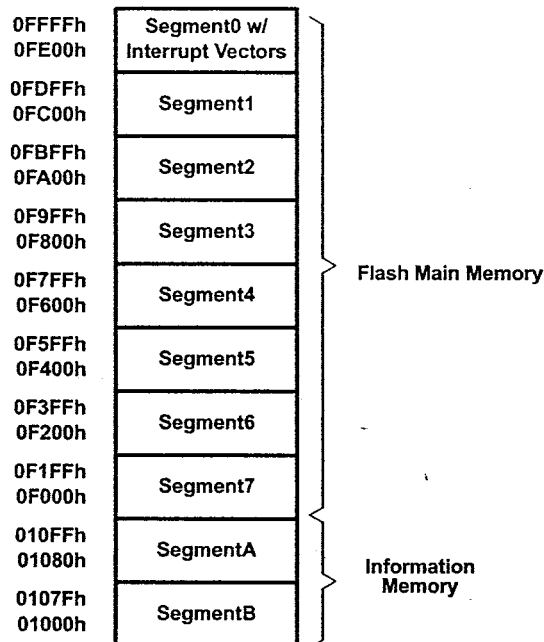 0FFFFh
0FE00h
Segment0 w/
Interrupt Vectors
0FDFFh
0FC00h
Segment1
0FBFFh
0FA00h
Segment2
0F9FFh
0F800h
Segment3
0F7FFh
0F600h
Segment4
0F5FFh
0F400h
Segment5
0F3FFh
0F200h
Segment6
0F1FFh
0F000h
Segment7
Flash Main Memory
010FFh
01080h
SegmentA
0107Fh
01000h
SegmentB
Information
Memory